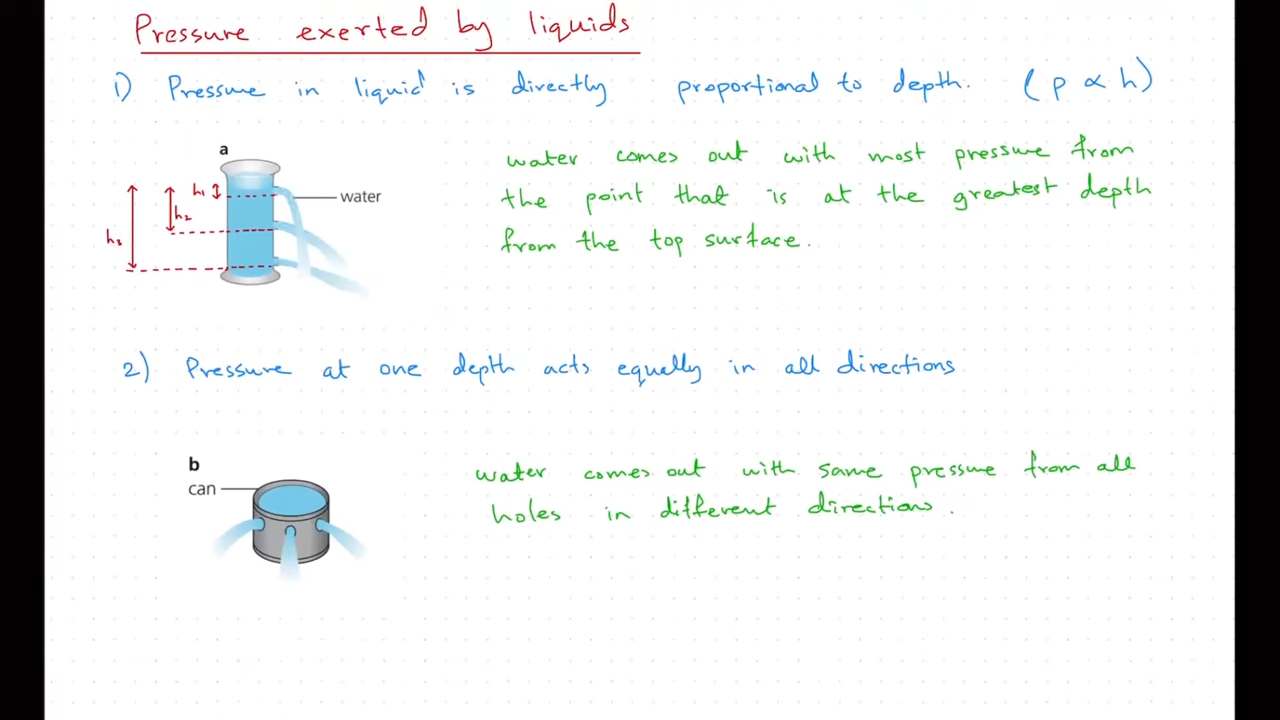 Pressure exerted by liquids
1) Pressure in liquid is directly proportional to depth. (p ∝ h)
a
water
h₁
h₂
h₃
water comes out with most pressure from
the point that is at the greatest depth
from the top surface.
2) Pressure at one depth acts equally in all directions
b
can
water comes out with same pressure from all
holes in different directions.